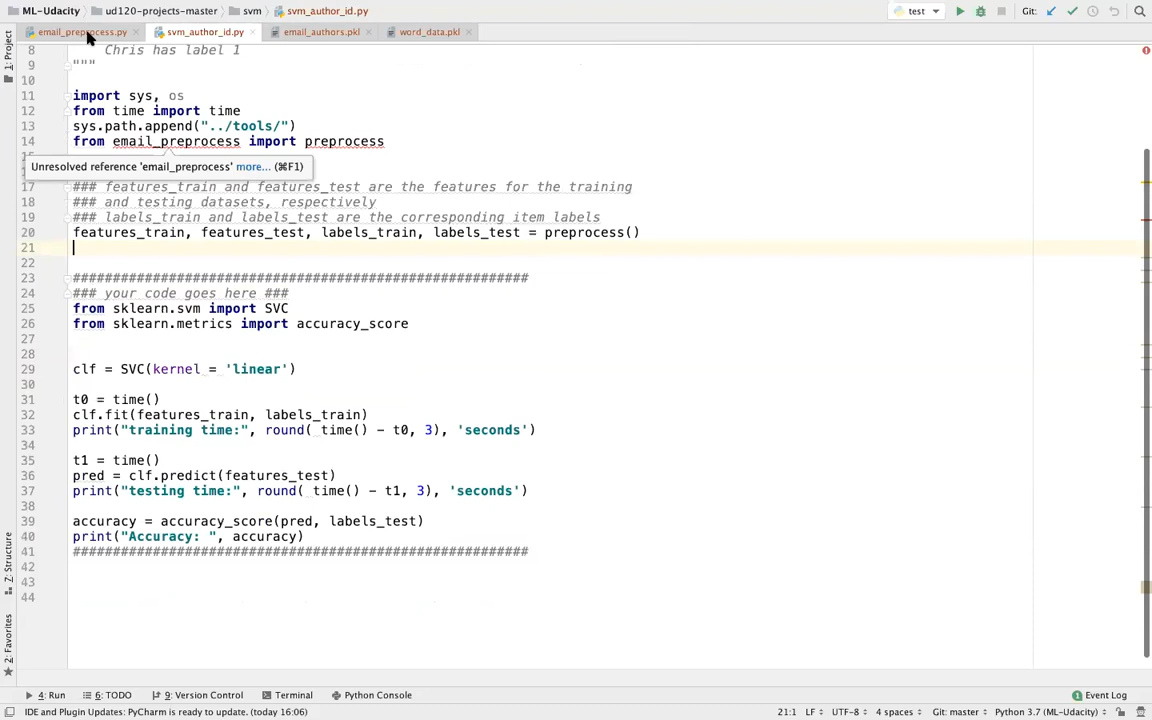 ML-Udacity ud120-projects-master svm svm_author_id.py test Git:
email_preprocess.py svm_author_id.py email_authors.pkl word_data.pkl
1: Project
8 Chris has label 1
9 """
10
11 import sys, os
12 from time import time
13 sys.path.append("../tools/")
14 from email_preprocess import preprocess
Unresolved reference 'email_preprocess' more... (⌘F1)
17 ### features_train and features_test are the features for the training
18 ### and testing datasets, respectively
19 ### labels_train and labels_test are the corresponding item labels
20 features_train, features_test, labels_train, labels_test = preprocess()
21
22
23 #########################################################
24 ### your code goes here ###
25 from sklearn.svm import SVC
26 from sklearn.metrics import accuracy_score
27
28
29 clf = SVC(kernel = 'linear')
30
31 t0 = time()
32 clf.fit(features_train, labels_train)
33 print("training time:", round( time() - t0, 3), 'seconds')
34
35 t1 = time()
36 pred = clf.predict(features_test)
37 print("testing time:", round( time() - t1, 3), 'seconds')
38
39 accuracy = accuracy_score(pred, labels_test)
40 print("Accuracy: ", accuracy)
41 #########################################################
42
43
44
7: Structure
2: Favorites
4: Run 6: TODO 9: Version Control Terminal Python Console 1 Event Log
IDE and Plugin Updates: PyCharm is ready to update. (today 16:06) 21:1 LF UTF-8 4 spaces Git: master Python 3.7 (ML-Udacity)